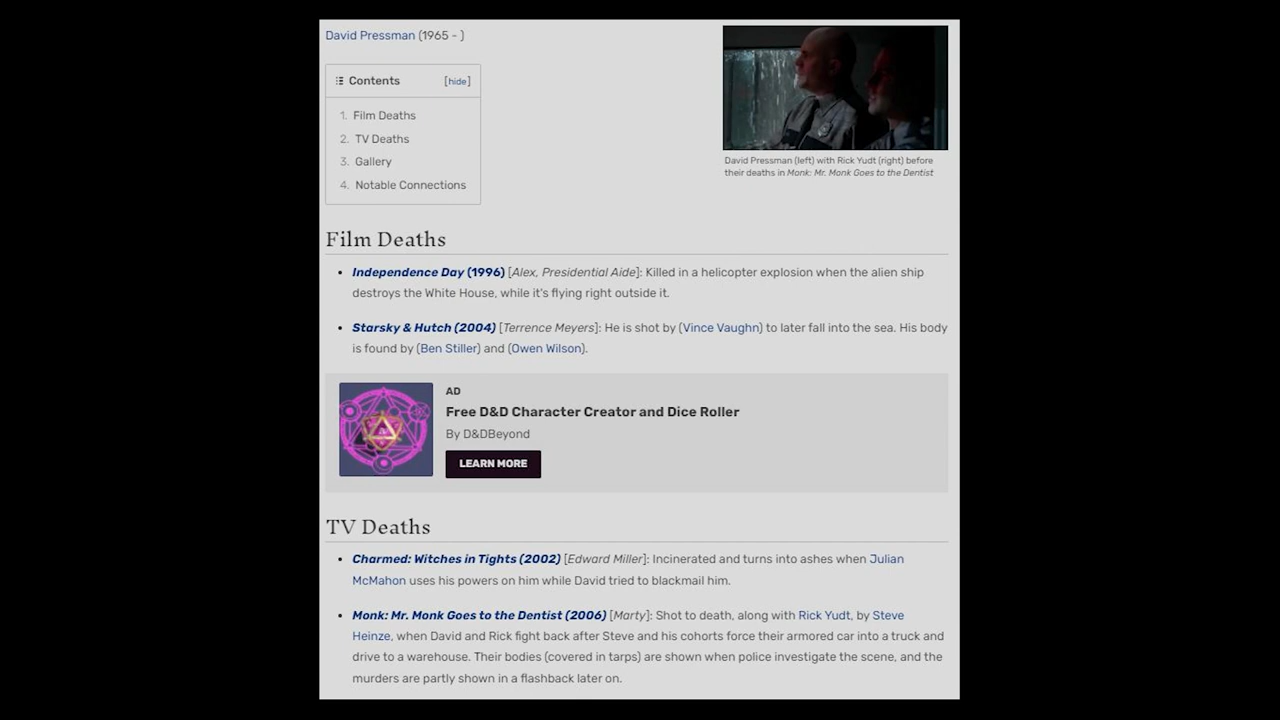 David Pressman (1965 - )
Contents [hide]
1. Film Deaths
2. TV Deaths
3. Gallery
4. Notable Connections
David Pressman (left) with Rick Yudt (right) before
their deaths in Monk: Mr. Monk Goes to the Dentist
Film Deaths
• Independence Day (1996) [Alex, Presidential Aide]: Killed in a helicopter explosion when the alien ship
destroys the White House, while it's flying right outside it.
• Starsky & Hutch (2004) [Terrence Meyers]: He is shot by (Vince Vaughn) to later fall into the sea. His body
is found by (Ben Stiller) and (Owen Wilson).
AD
Free D&D Character Creator and Dice Roller
By D&DBeyond
LEARN MORE
TV Deaths
• Charmed: Witches in Tights (2002) [Edward Miller]: Incinerated and turns into ashes when Julian
McMahon uses his powers on him while David tried to blackmail him.
• Monk: Mr. Monk Goes to the Dentist (2006) [Marty]: Shot to death, along with Rick Yudt, by Steve
Heinze, when David and Rick fight back after Steve and his cohorts force their armored car into a truck and
drive to a warehouse. Their bodies (covered in tarps) are shown when police investigate the scene, and the
murders are partly shown in a flashback later on.